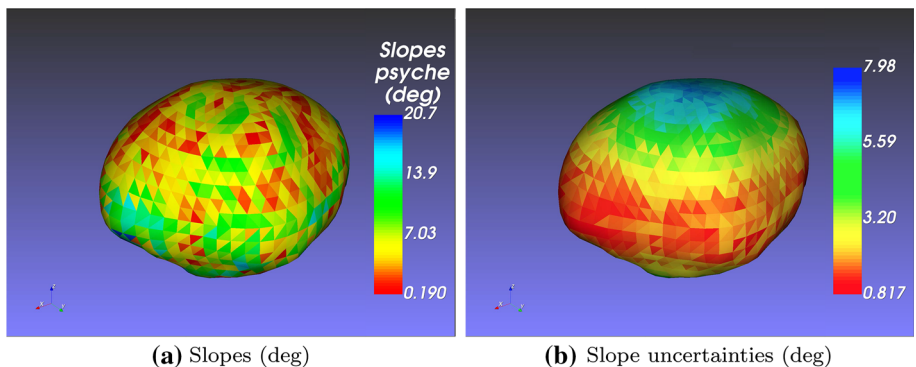 Slopes
psyche
(deg)
20.7
13.9
7.03
0.190
7.98
5.59
3.20
0.817
(a) Slopes (deg)
(b) Slope uncertainties (deg)